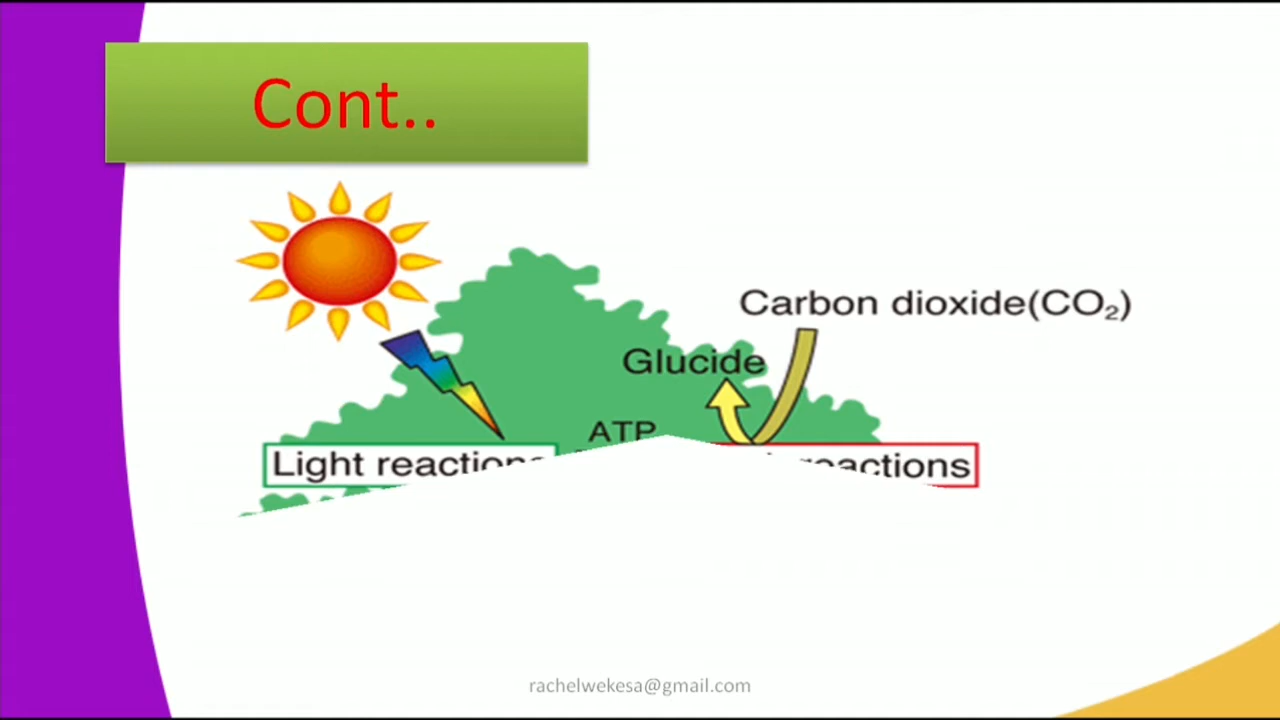 Cont..
Carbon dioxide(CO₂)
Glucide
ATP
Light reactions
reactions
rachelwekesa@gmail.com